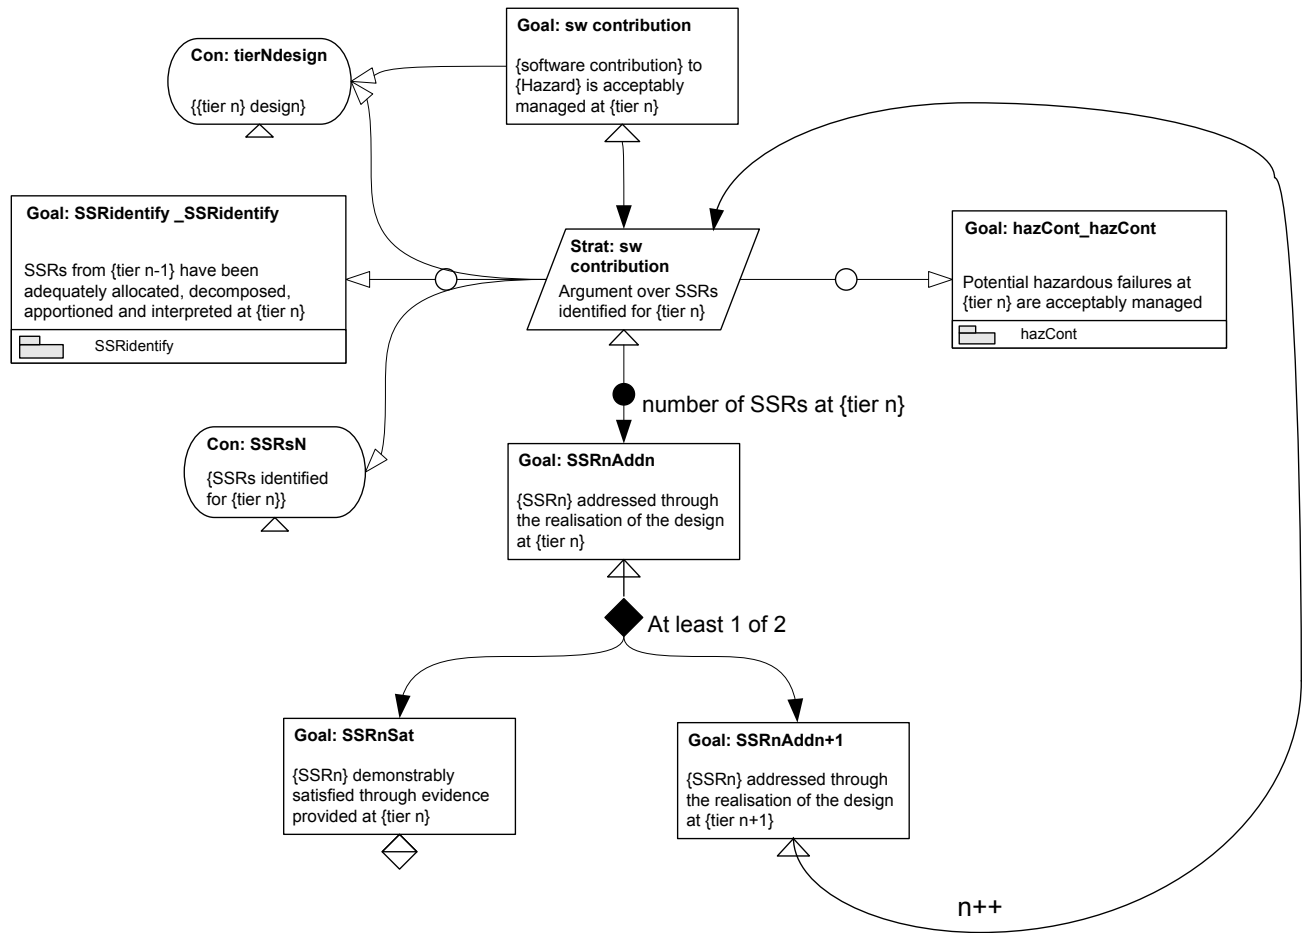 Goal: sw contribution
{software contribution} to
{Hazard} is acceptably
managed at {tier n}
Con: tierNdesign
{{tier n} design}
Goal: SSRidentify _SSRidentify
SSRs from {tier n-1} have been
adequately allocated, decomposed,
apportioned and interpreted at {tier n}
SSRidentify
Strat: sw
contribution
Argument over SSRs
identified for {tier n}
Goal: hazCont_hazCont
Potential hazardous failures at
{tier n} are acceptably managed
hazCont
number of SSRs at {tier n}
Con: SSRsN
{SSRs identified
for {tier n}}
Goal: SSRnAddn
{SSRn} addressed through
the realisation of the design
at {tier n}
At least 1 of 2
Goal: SSRnSat
{SSRn} demonstrably
satisfied through evidence
provided at {tier n}
Goal: SSRnAddn+1
{SSRn} addressed through
the realisation of the design
at {tier n+1}
n++